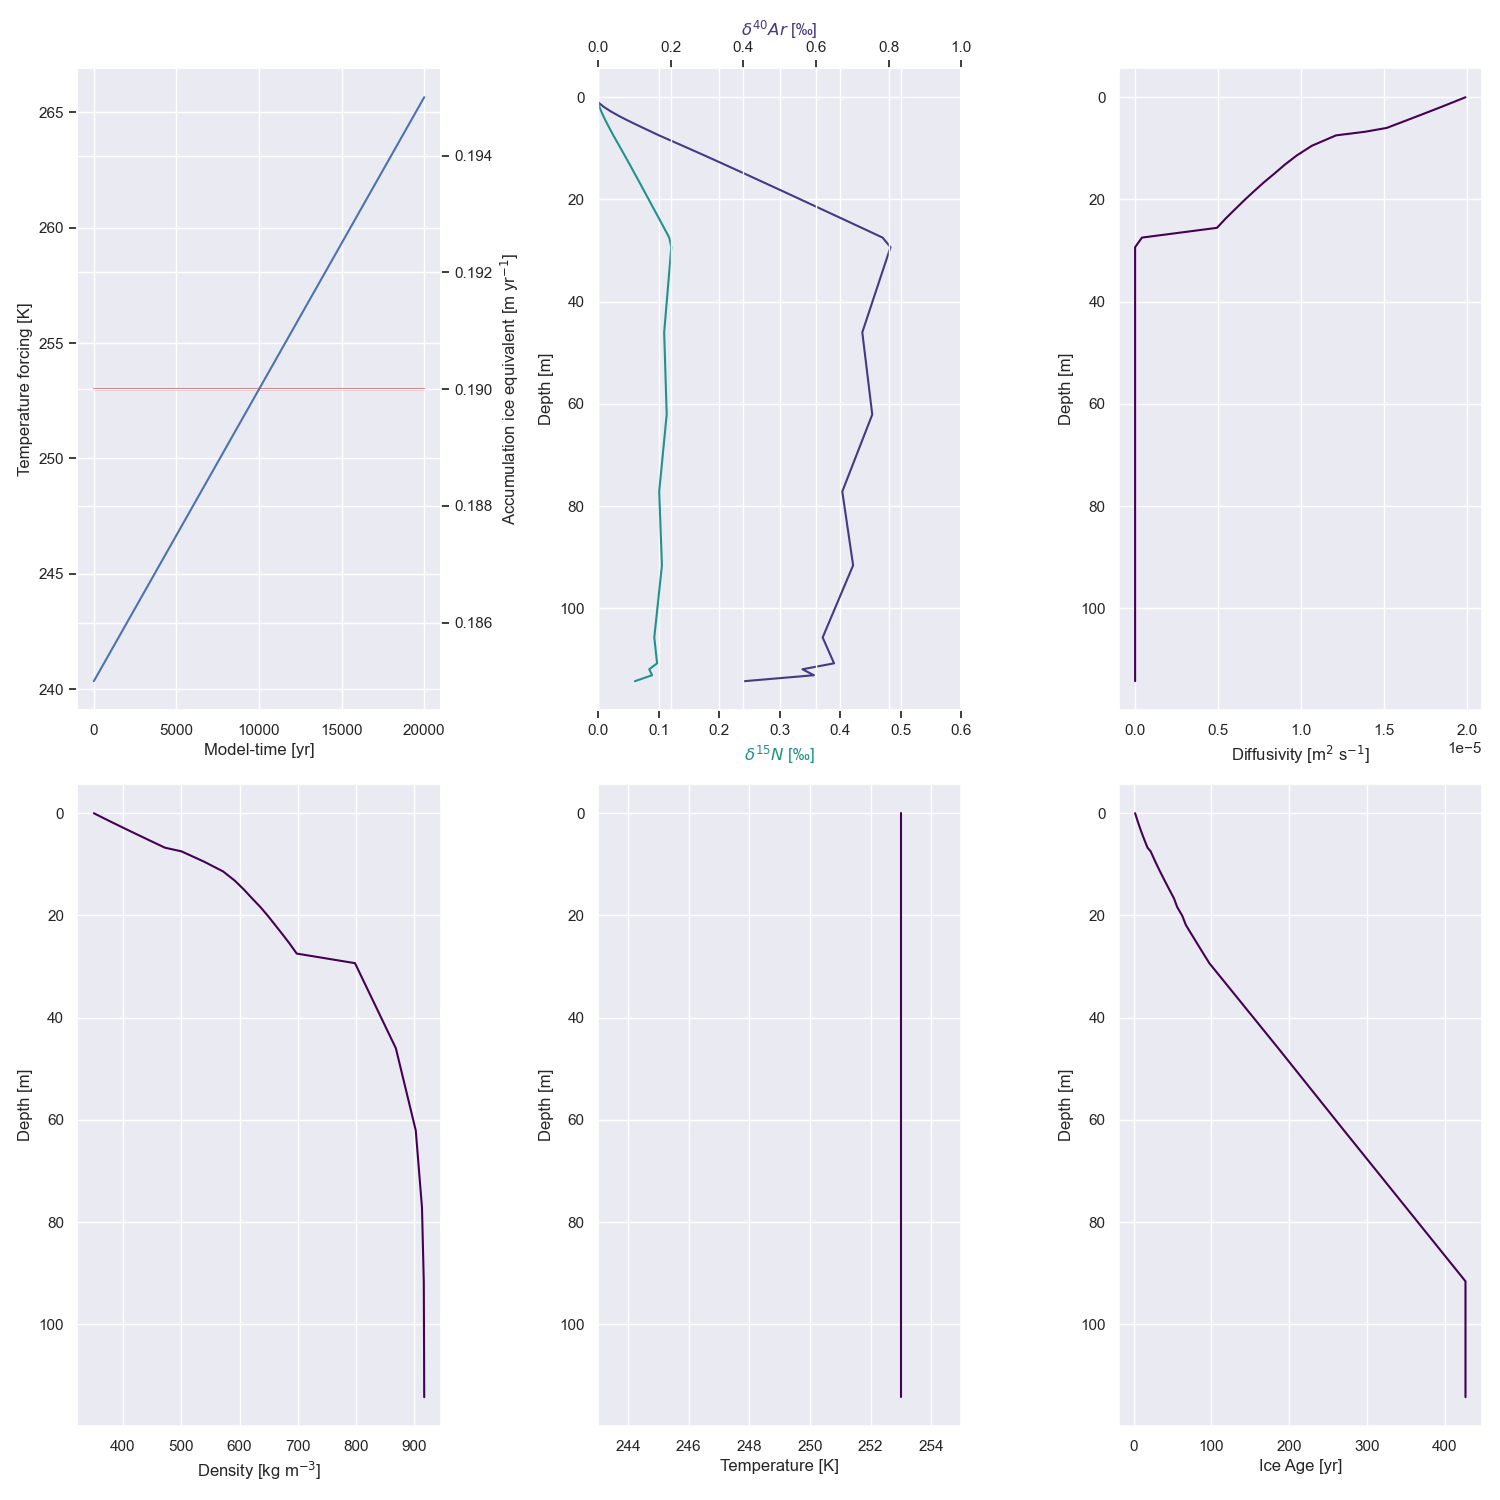 δ⁴⁰Ar [‰]
0.0 0.2 0.4 0.6 0.8 1.0
265
260
255
250
245
240
Temperature forcing [K]
0.194
0.192
0.190
0.188
0.186
Accumulation ice equivalent [m yr⁻¹]
0 5000 10000 15000 20000
Model-time [yr]
0
20
40
60
80
100
Depth [m]
0.0 0.1 0.2 0.3 0.4 0.5 0.6
δ¹⁵N [‰]
0
20
40
60
80
100
Depth [m]
0.0 0.5 1.0 1.5 2.0
1e−5
Diffusivity [m² s⁻¹]
0
20
40
60
80
100
Depth [m]
400 500 600 700 800 900
Density [kg m⁻³]
0
20
40
60
80
100
Depth [m]
244 246 248 250 252 254
Temperature [K]
0
20
40
60
80
100
Depth [m]
0 100 200 300 400
Ice Age [yr]